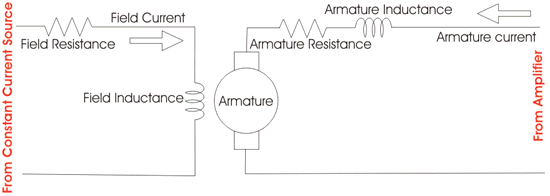 From Constant Current Source
Field Current
Field Resistance
Field Inductance
Armature
Armature Inductance
Armature Resistance
Armature current
From Amplifier